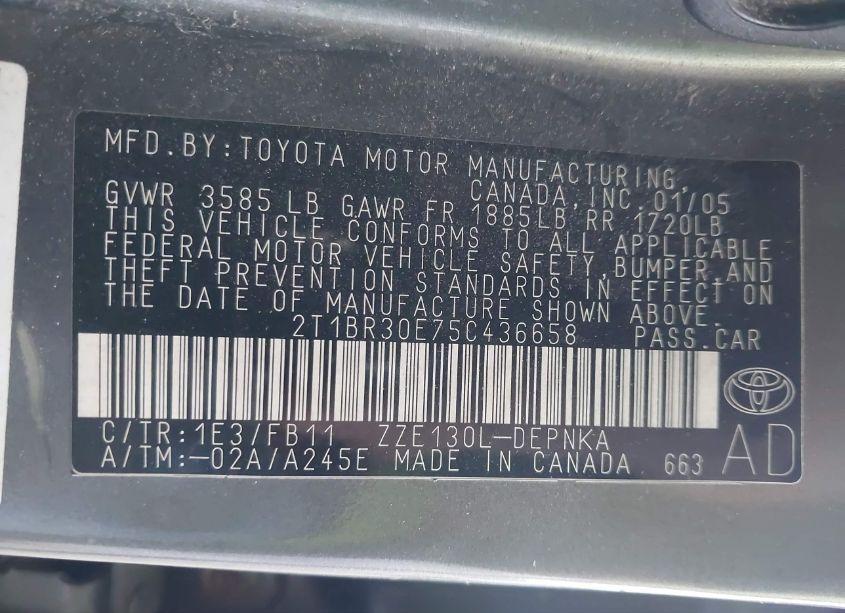 MFD.BY:TOYOTA MOTOR MANUFACTURING,
CANADA,INC. 01/05
GVWR 3585 LB GAWR FR 1885LB RR 1720LB
THIS VEHICLE CONFORMS TO ALL APPLICABLE
FEDERAL MOTOR VEHICLE SAFETY,BUMPER,AND
THEFT PREVENTION STANDARDS IN EFFECT ON
THE DATE OF MANUFACTURE SHOWN ABOVE.
2T1BR30E75C436658 PASS.CAR
C/TR:1E3/FB11 ZZE130L-DEPNKA
A/TM:-02A/A245E MADE IN CANADA 663 AD